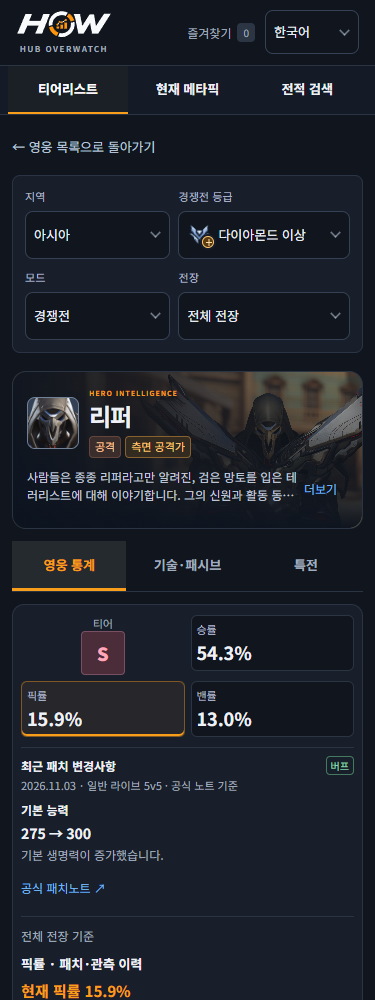 HOW
HUB OVERWATCH
즐겨찾기 0
한국어
티어리스트 현재 메타픽 전적 검색
← 영웅 목록으로 돌아가기
지역 경쟁전 등급
아시아 다이아몬드 이상
모드 전장
경쟁전 전체 전장
HERO INTELLIGENCE
리퍼
공격 측면 공격가
사람들은 종종 리퍼라고만 알려진, 검은 망토를 입은 테
러리스트에 대해 이야기합니다. 그의 신원과 활동 동… 더보기
영웅 통계 기술·패시브 특전
티어
S
승률
54.3%
픽률
15.9%
밴률
13.0%
최근 패치 변경사항 버프
2026.11.03 · 일반 라이브 5v5 · 공식 노트 기준
기본 능력
275 → 300
기본 생명력이 증가했습니다.
공식 패치노트 ↗
전체 전장 기준
픽률 · 패치·관측 이력
현재 픽률 15.9%